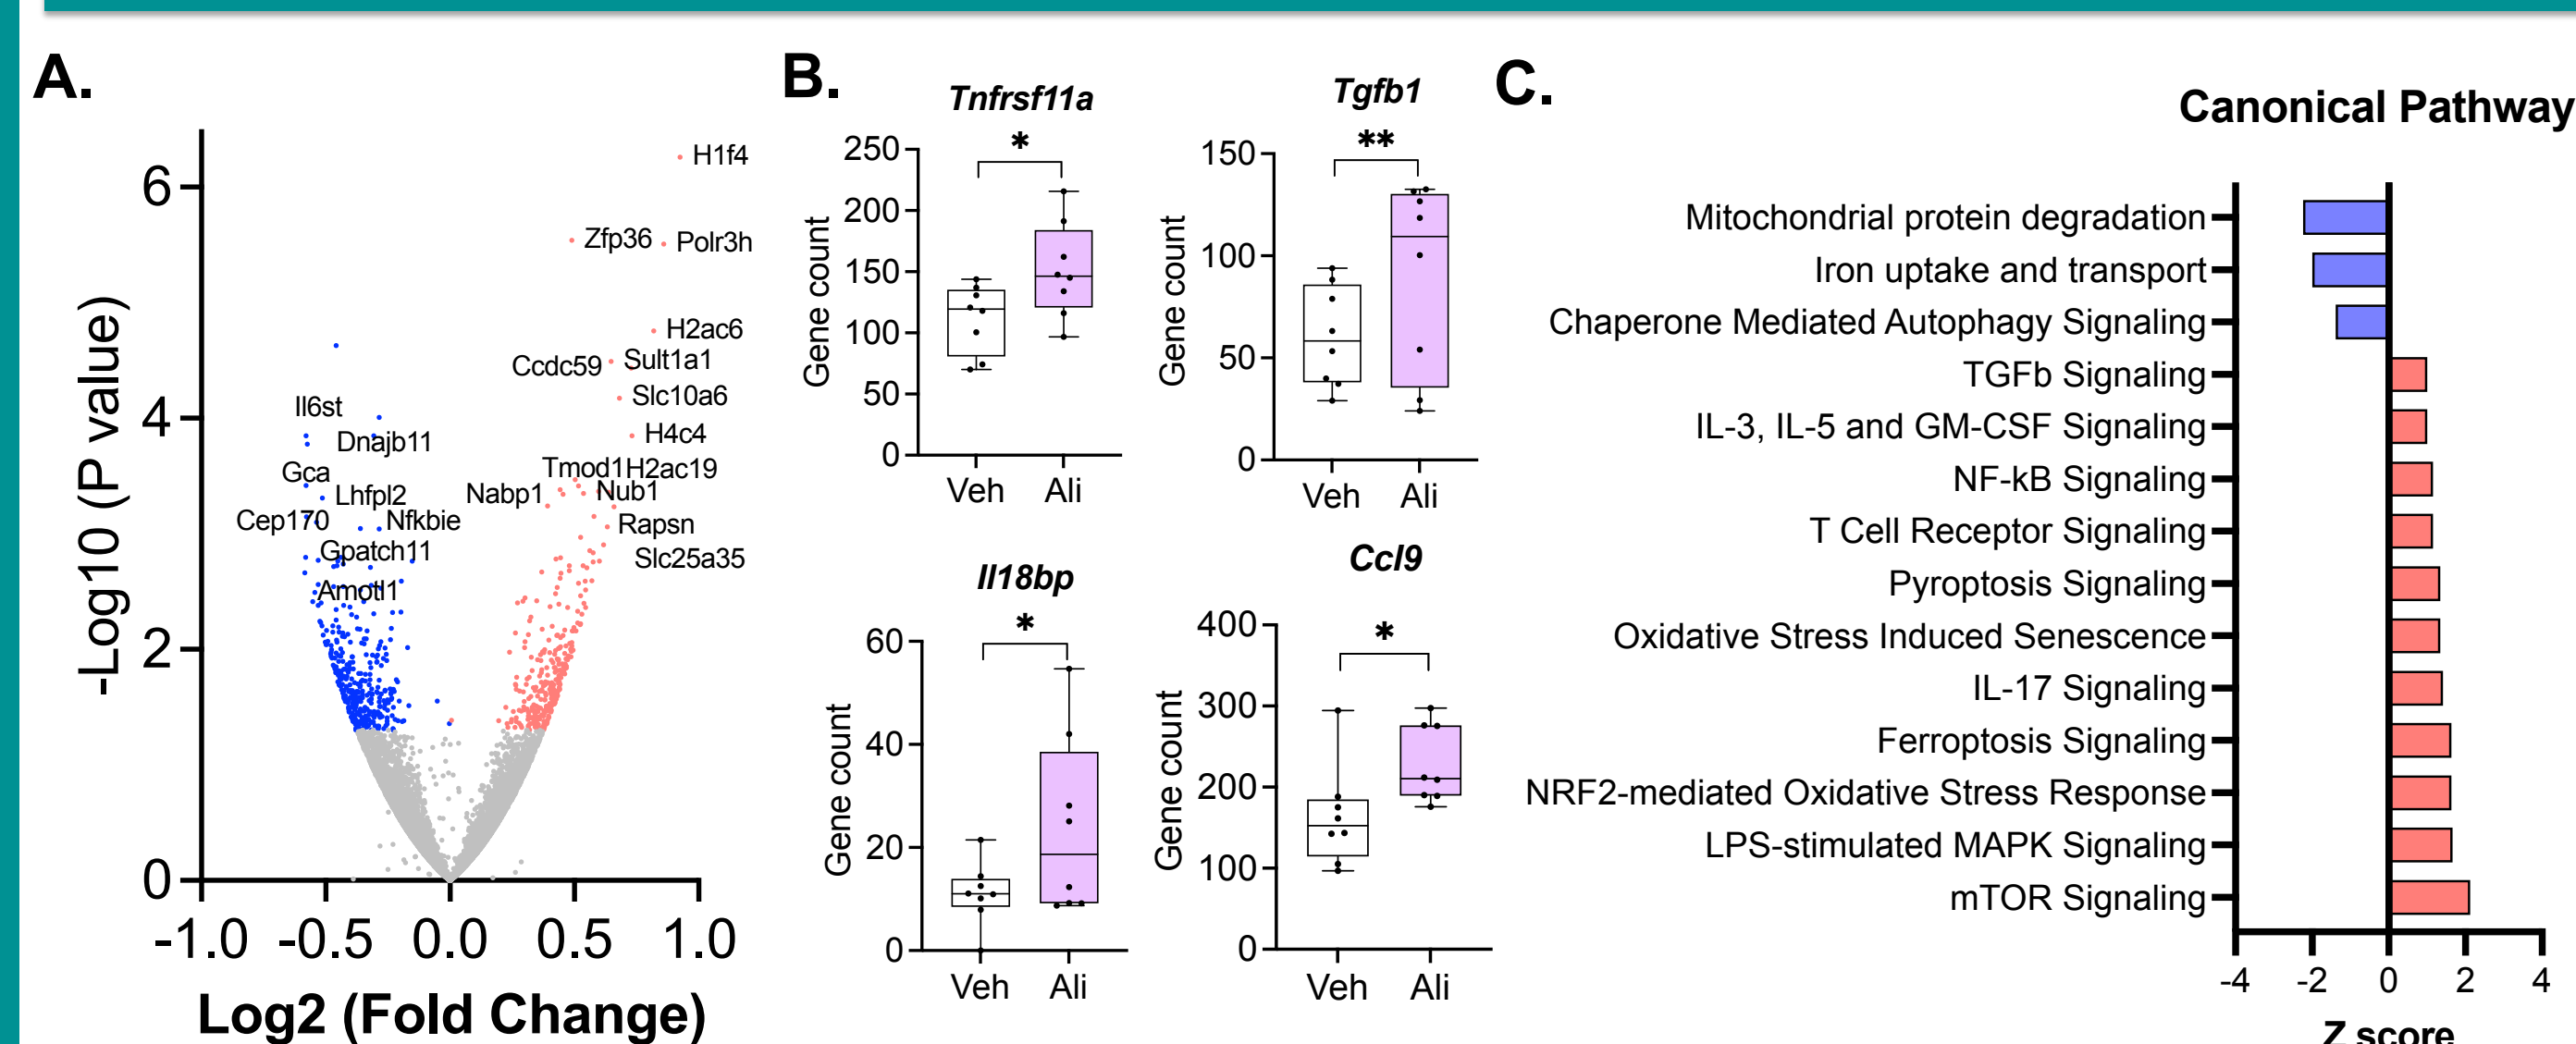 A.
6
4
2
0
-Log10 (P value)
H1f4
Zfp36
Polr3h
H2ac6
Ccdc59
Sult1a1
Slc10a6
H4c4
Il6st
Dnajb11
Gca
Lhfpl2
Cep170
Nfkbie
Gpatch11
Amotl1
Tmod1
H2ac19
Nabp1
Nub1
Rapsn
Slc25a35
-1.0 -0.5 0.0 0.5 1.0
Log2 (Fold Change)
B.
Tnfrsf11a
*
250
200
150
100
50
0
Gene count
Veh Ali
Tgfb1
**
150
100
50
0
Gene count
Veh Ali
Il18bp
*
60
40
20
0
Gene count
Veh Ali
Ccl9
*
400
300
200
100
0
Gene count
Veh Ali
C.
Canonical Pathway
Mitochondrial protein degradation
Iron uptake and transport
Chaperone Mediated Autophagy Signaling
TGFb Signaling
IL-3, IL-5 and GM-CSF Signaling
NF-kB Signaling
T Cell Receptor Signaling
Pyroptosis Signaling
Oxidative Stress Induced Senescence
IL-17 Signaling
Ferroptosis Signaling
NRF2-mediated Oxidative Stress Response
LPS-stimulated MAPK Signaling
mTOR Signaling
-4 -2 0 2 4
Z score